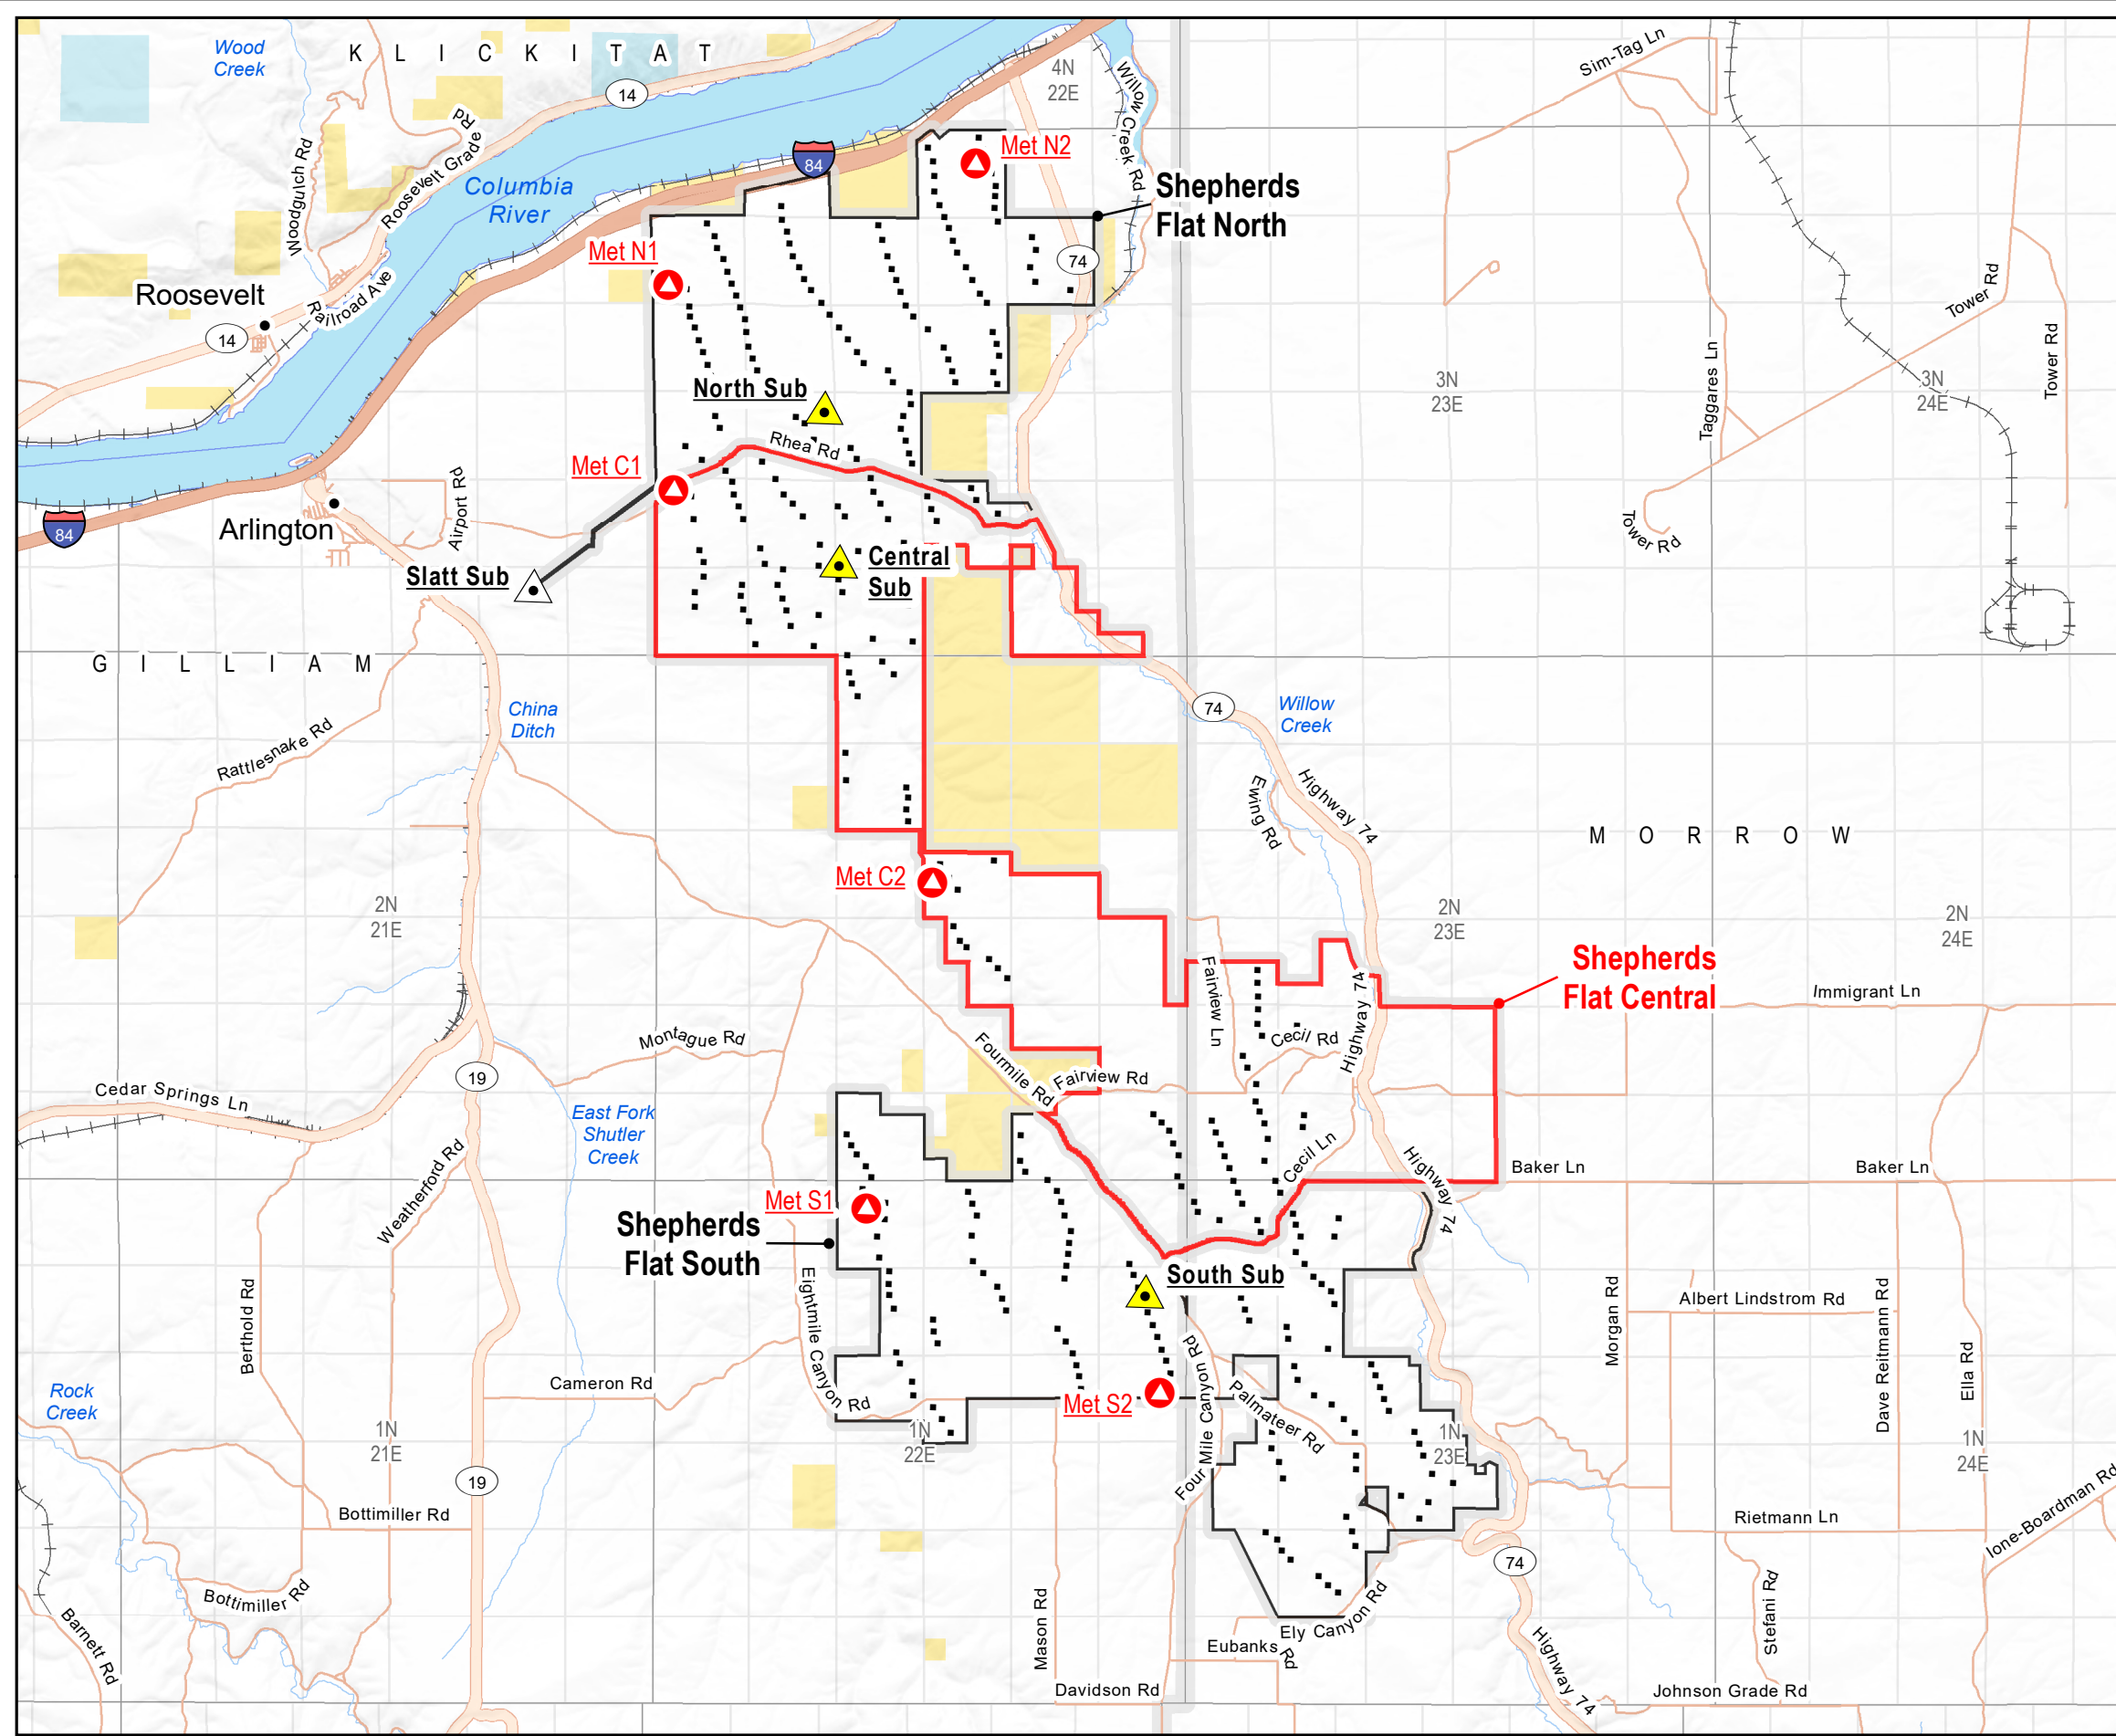 Wood
Creek
K L I C K I T A T
14
4N
22E
Willow Creek Rd
Sim-Tag Ln
Woodgulch Rd
Roosevelt Grade Rd
84
Met N2
Columbia
River
Shepherds
Flat North
Met N1
74
Roosevelt
Railroad Ave
14
Tower Rd
Tower Rd
Taggares Ln
3N
23E
3N
24E
North Sub
Rhea Rd
Met C1
Airport Rd
Arlington
84
Tower Rd
Slatt Sub
Central
Sub
G I L L I A M
China
Ditch
74
Willow
Creek
Rattlesnake Rd
Ewing Rd
Highway 74
M O R R O W
Met C2
2N
21E
2N
23E
2N
24E
Shepherds
Flat Central
Fairview Ln
Highway 74
Immigrant Ln
Montague Rd
Fourmile Rd
Cecil Rd
19
Fairview Rd
Cedar Springs Ln
East Fork
Shutler
Creek
Weatherford Rd
Cecil Ln
Highway 74
Baker Ln
Baker Ln
Met S1
Shepherds
Flat South
South Sub
Berthold Rd
Eightmile Canyon Rd
Morgan Rd
Albert Lindstrom Rd
Dave Reitmann Rd
Ella Rd
Rock
Creek
Cameron Rd
Met S2
Four Mile Canyon Rd
Palmateer Rd
1N
21E
1N
22E
1N
23E
1N
24E
19
Bottimiller Rd
Rietmann Ln
Ione-Boardman Rd
74
Bottimiller Rd
Barnett Rd
Mason Rd
Ely Canyon Rd
Eubanks Rd
Stefani Rd
Highway 74
Davidson Rd
Johnson Grade Rd